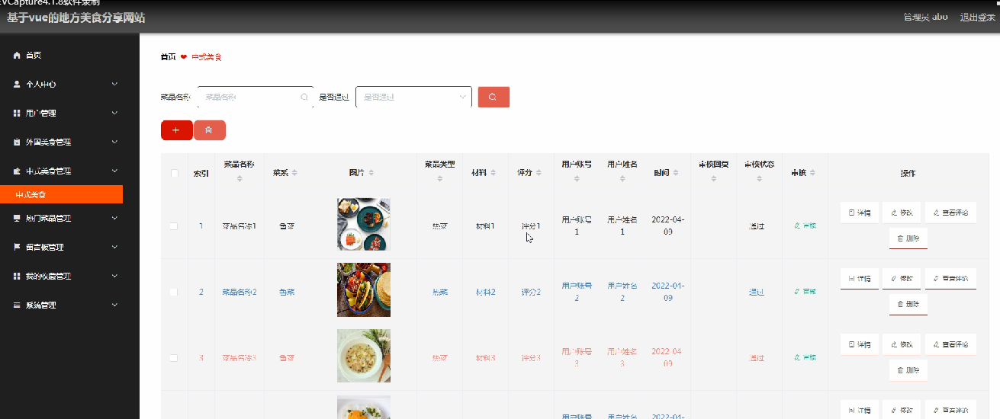 EVCapture4.1.8软件录制
基于vue的地方美食分享网站
管理员 abo 退出登录
首页
个人中心
用户管理
外国美食管理
中式美食管理
中式美食
热门菜品管理
留言板管理
我的收藏管理
系统管理
首页 中式美食
菜品名称 菜品名称 是否通过 是否通过
索引 菜品名称 菜系 图片 菜品类型 材料 评分 用户账号 用户姓名 时间 审核回复 审核状态 审核 操作
1 菜品名称1 鲁菜 热菜 材料1 评分1 用户账号1 用户姓名1 2022-04-09 通过 审核 详情 修改 查看评论
删除
2 菜品名称2 鲁菜 热菜 材料2 评分2 用户账号2 用户姓名2 2022-04-09 通过 审核 详情 修改 查看评论
删除
3 菜品名称3 鲁菜 热菜 材料3 评分3 用户账号3 用户姓名3 2022-04-09 通过 审核 详情 修改 查看评论
删除
用户账号 用户姓名 2022-04- 详情 修改 查看评论